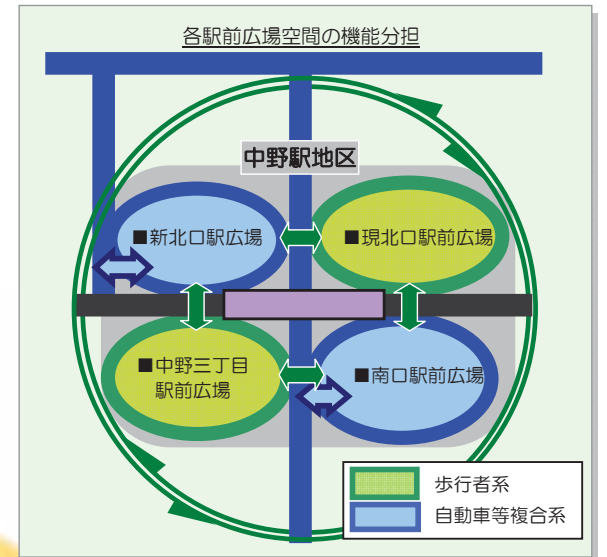 各駅前広場空間の機能分担
中野駅地区
■新北口駅広場
■現北口駅前広場
■中野三丁目
駅前広場
■南口駅前広場
歩行者系
自動車等複合系